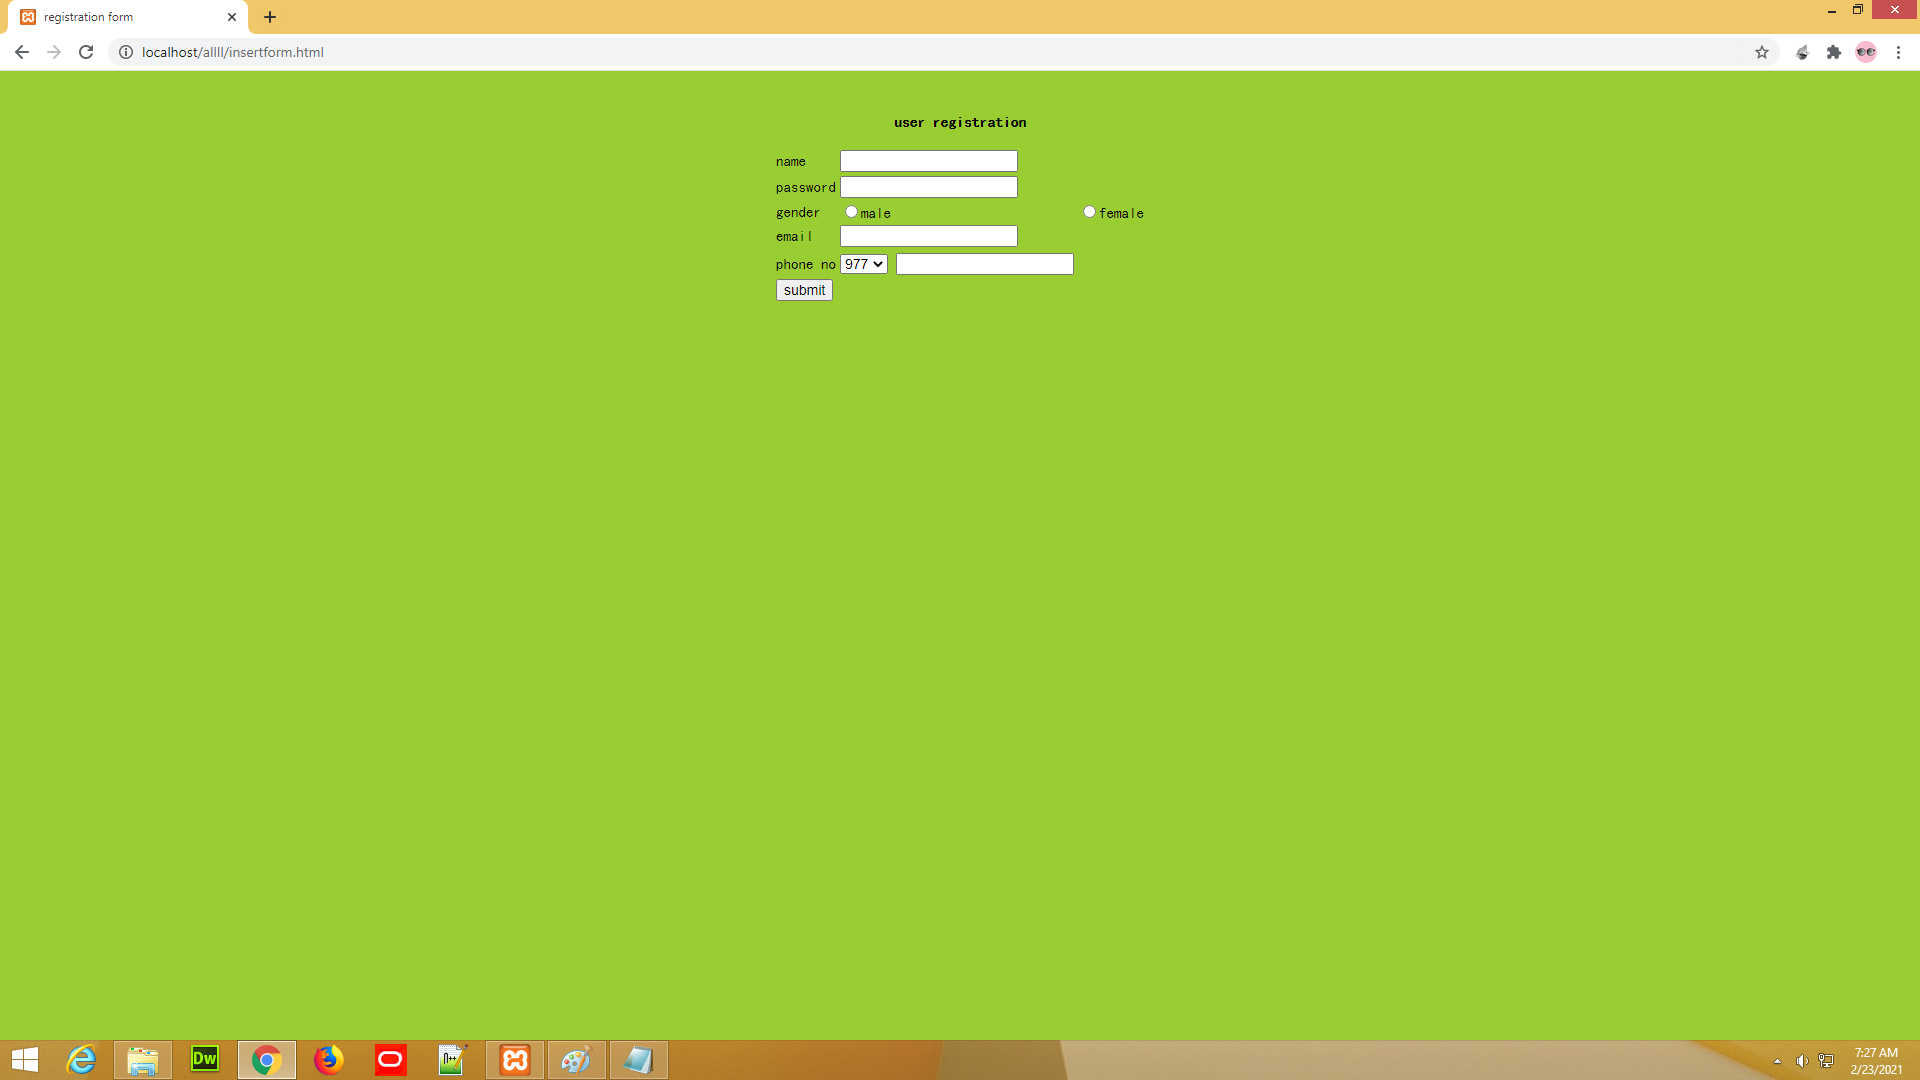 registration form
localhost/allll/insertform.html
user registration
name
password
gender male female
email
phone no 977
submit
Dw
7:27 AM
2/23/2021